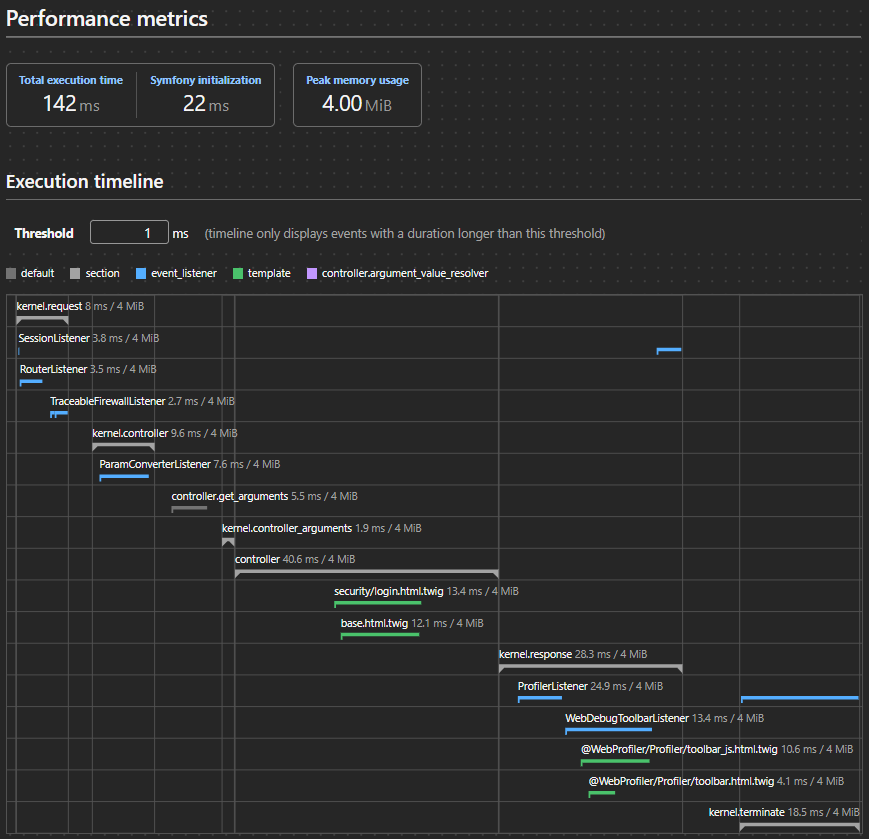 Performance metrics
Total execution time Symfony initialization Peak memory usage
142 ms 22 ms 4.00 MiB
Execution timeline
Threshold 1 ms (timeline only displays events with a duration longer than this threshold)
default section event_listener template controller.argument_value_resolver
kernel.request 8 ms / 4 MiB
SessionListener 3.8 ms / 4 MiB
RouterListener 3.5 ms / 4 MiB
TraceableFirewallListener 2.7 ms / 4 MiB
kernel.controller 9.6 ms / 4 MiB
ParamConverterListener 7.6 ms / 4 MiB
controller.get_arguments 5.5 ms / 4 MiB
kernel.controller_arguments 1.9 ms / 4 MiB
controller 40.6 ms / 4 MiB
security/login.html.twig 13.4 ms / 4 MiB
base.html.twig 12.1 ms / 4 MiB
kernel.response 28.3 ms / 4 MiB
ProfilerListener 24.9 ms / 4 MiB
WebDebugToolbarListener 13.4 ms / 4 MiB
@WebProfiler/Profiler/toolbar_js.html.twig 10.6 ms / 4 MiB
@WebProfiler/Profiler/toolbar.html.twig 4.1 ms / 4 MiB
kernel.terminate 18.5 ms / 4 MiB